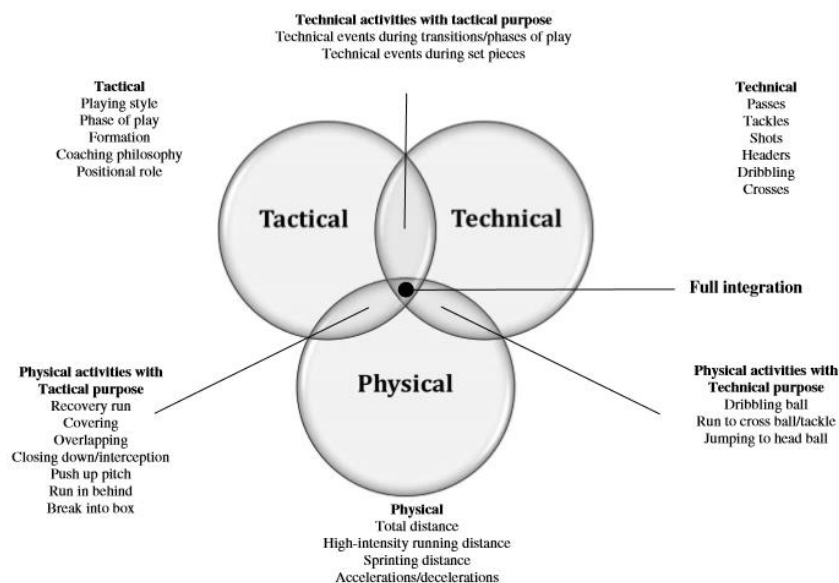 Technical activities with tactical purpose
Technical events during transitions/phases of play
Technical events during set pieces
Tactical
Playing style
Phase of play
Formation
Coaching philosophy
Positional role
Technical
Passes
Tackles
Shots
Headers
Dribbling
Crosses
Tactical
Technical
Full integration
Physical
Physical activities with
Tactical purpose
Recovery run
Covering
Overlapping
Closing down/interception
Push up pitch
Run in behind
Break into box
Physical activities with
Technical purpose
Dribbling ball
Run to cross ball/tackle
Jumping to head ball
Physical
Total distance
High-intensity running distance
Sprinting distance
Accelerations/decelerations